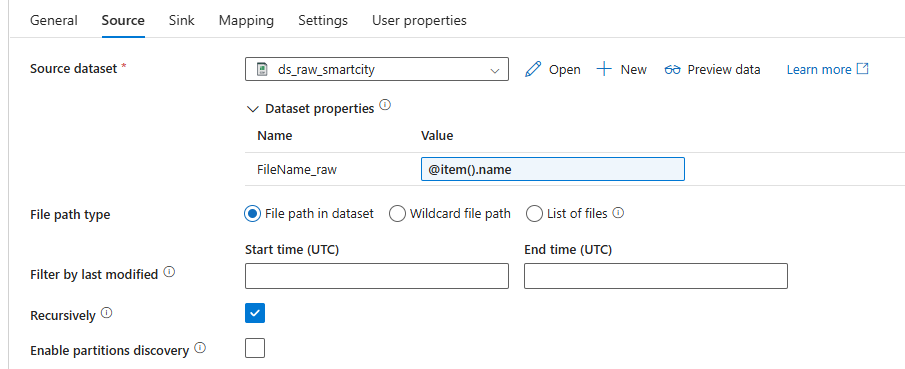 General Source Sink Mapping Settings User properties
Source dataset * ds_raw_smartcity Open New Preview data Learn more
Dataset properties
Name Value
FileName_raw @item().name
File path type File path in dataset Wildcard file path List of files
Start time (UTC) End time (UTC)
Filter by last modified
Recursively
Enable partitions discovery